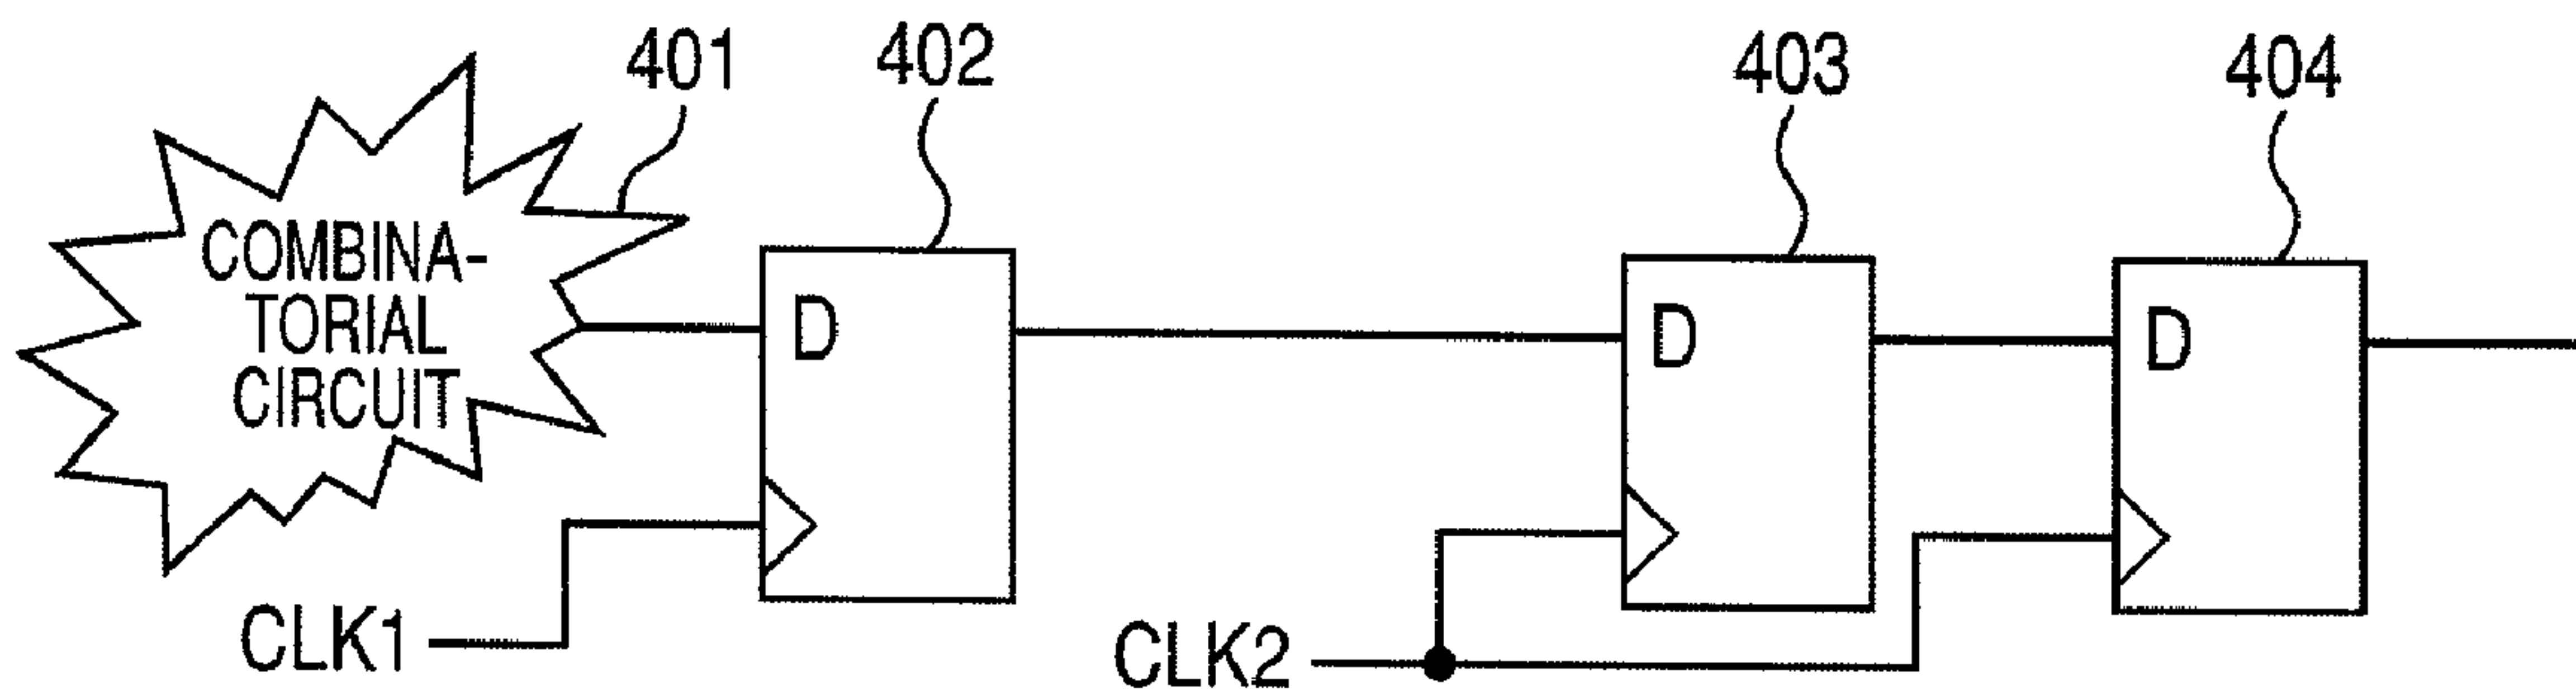 401
402
403
404
COMBINA-
TORIAL
CIRCUIT
D
D
D
CLK1
CLK2